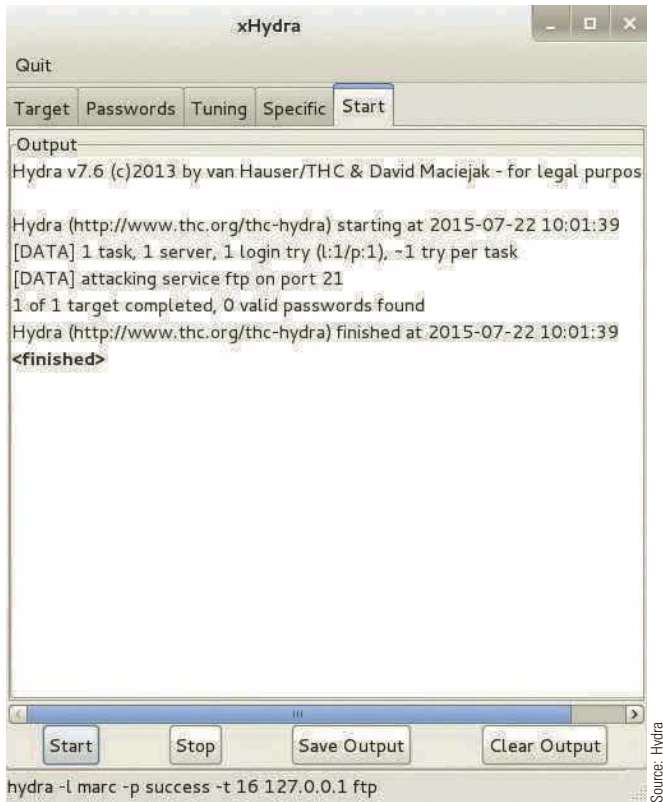 xHydra
Quit
Target Passwords Tuning Specific Start
Output
Hydra v7.6 (c)2013 by van Hauser/THC & David Maciejak - for legal purpos
Hydra (http://www.thc.org/thc-hydra) starting at 2015-07-22 10:01:39
[DATA] 1 task, 1 server, 1 login try (l:1/p:1), ~1 try per task
[DATA] attacking service ftp on port 21
1 of 1 target completed, 0 valid passwords found
Hydra (http://www.thc.org/thc-hydra) finished at 2015-07-22 10:01:39
<finished>
Start Stop Save Output Clear Output
hydra -l marc -p success -t 16 127.0.0.1 ftp
Source: Hydra